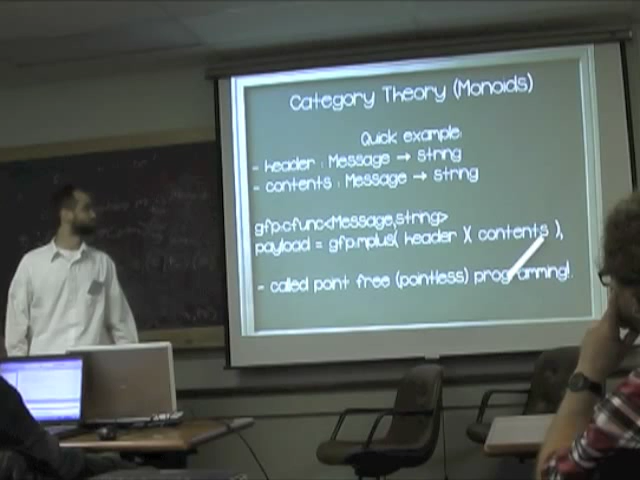 Category Theory (Monoids)
Quick example:
- header : Message → string
- contents : Message → string
gfp::cfunc<Message,string>
payload = gfp::mplus( header )( contents );
- called point free (pointless) programming!.